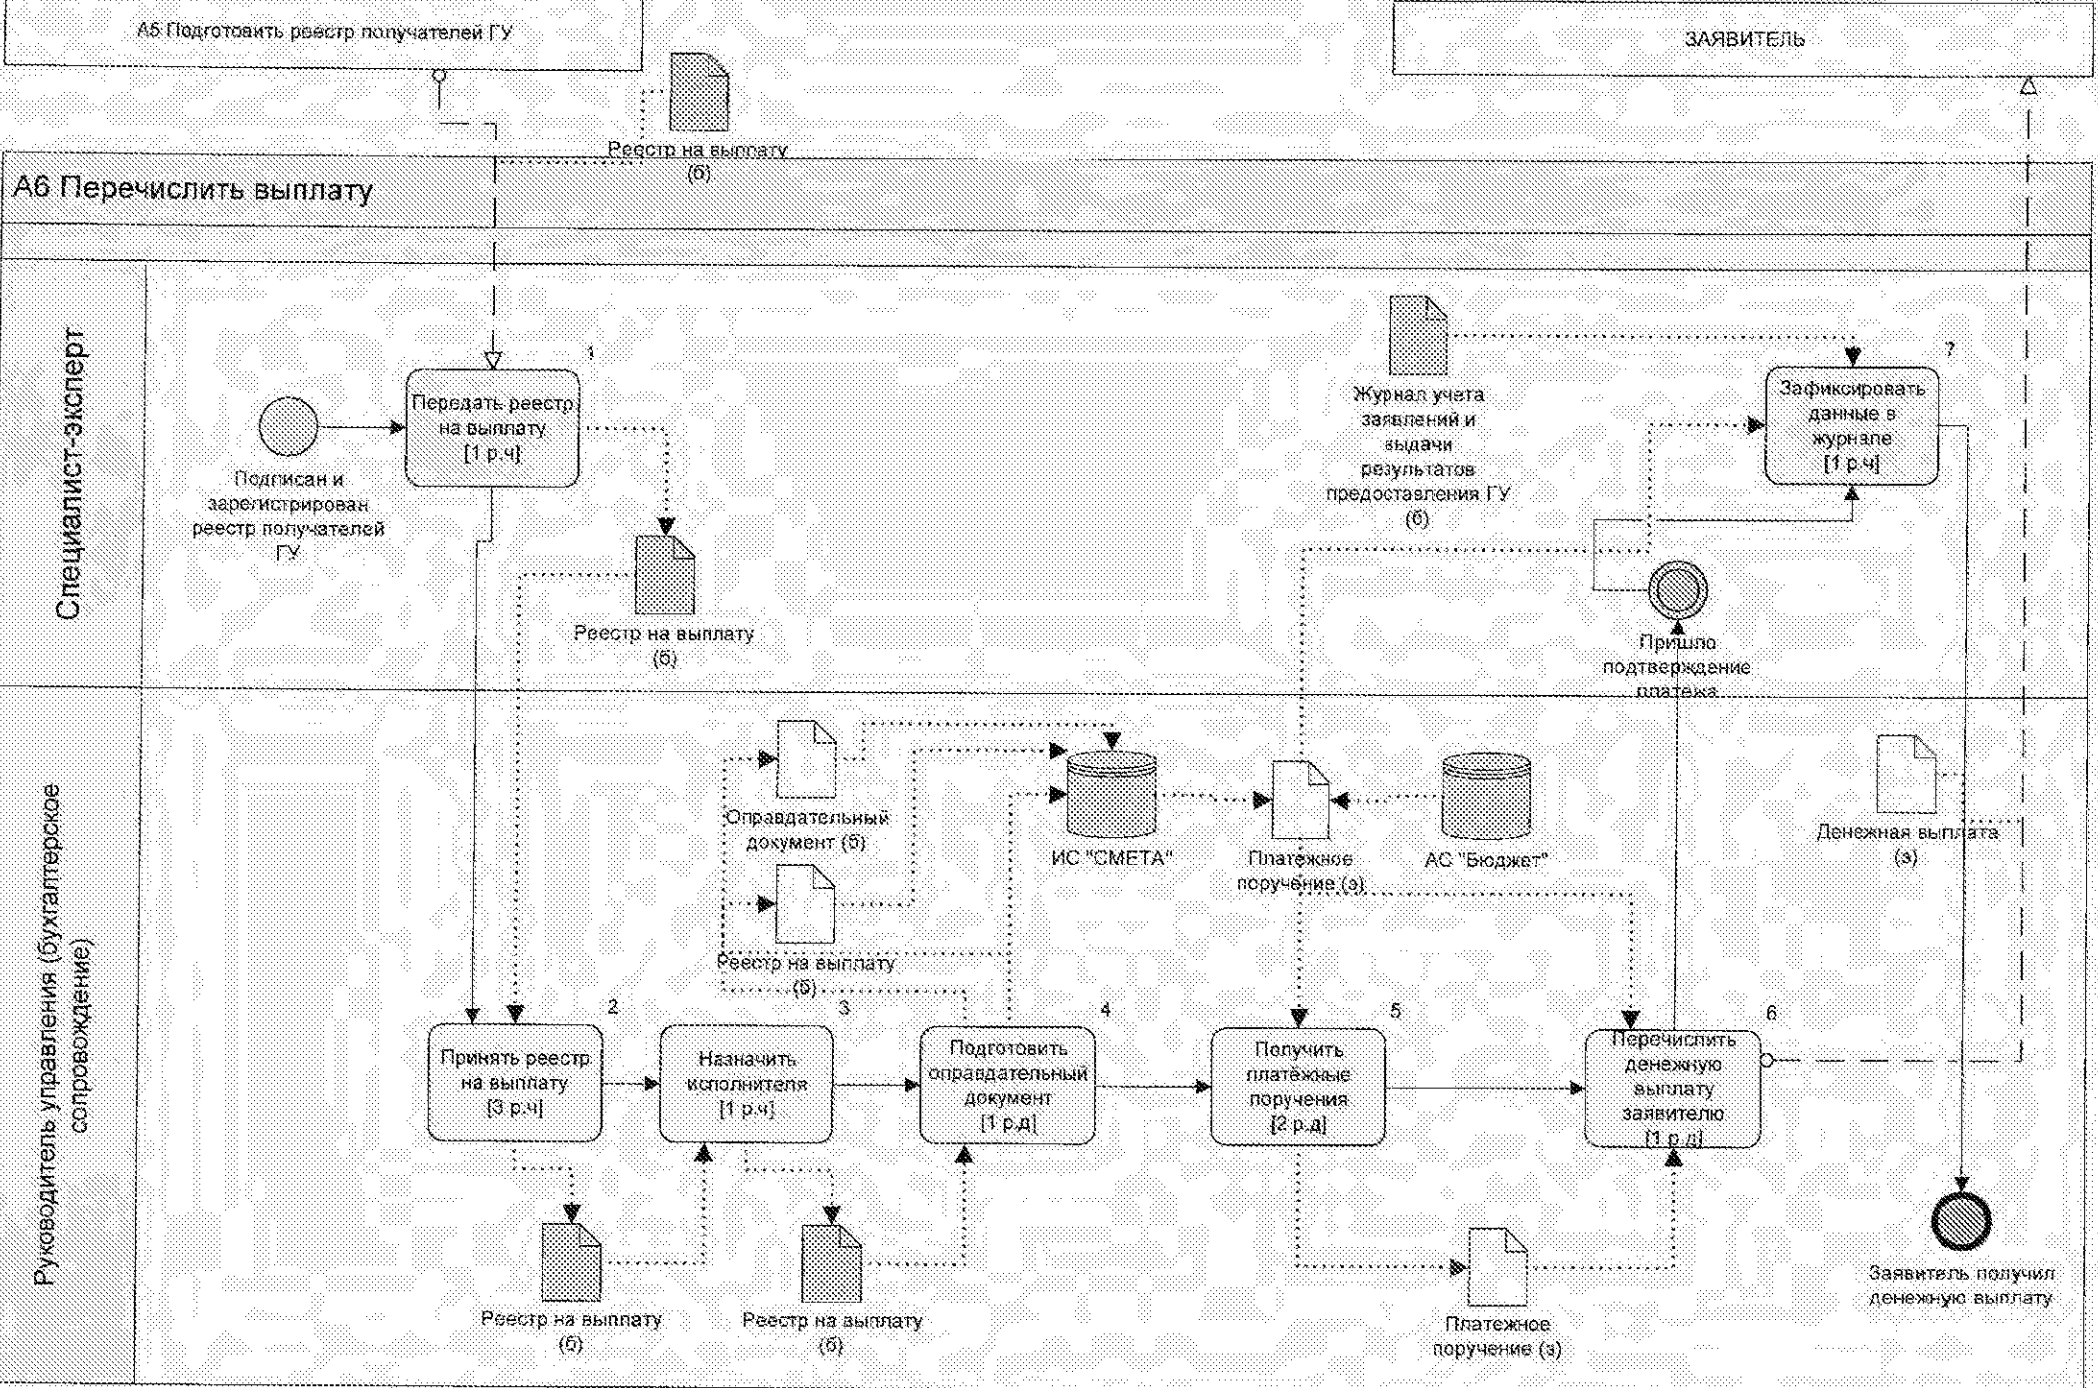 А5 Подготовить реестр получателей ГУ
ЗАЯВИТЕЛЬ
Реестр на выплату
(б)
А6 Перечислить выплату
Специалист-эксперт
Подписан и
зарегистрирован
реестр получателей
ГУ
1
Передать реестр
на выплату
[1 р.ч]
Реестр на выплату
(б)
Журнал учета
заявлений и
выдачи
результатов
предоставления ГУ
(б)
7
Зафиксировать
данные в
журнале
[1 р.ч]
Пришло
подтверждение
платежа
Руководитель управления (бухгалтерское
сопровождение)
Оправдательный
документ (б)
Реестр на выплату
(б)
ИС "СМЕТА"
Платежное
поручение (э)
АС "Бюджет"
Денежная выплата
(э)
2
Принять реестр
на выплату
[3 р.ч]
3
Назначить
исполнителя
[1 р.ч]
4
Подготовить
оправдательный
документ
[1 р.д]
5
Получить
платёжные
поручения
[2 р.д]
6
Перечислить
денежную
выплату
заявителю
[1 р.д]
Реестр на выплату
(б)
Реестр на выплату
(б)
Платежное
поручение (э)
Заявитель получил
денежную выплату